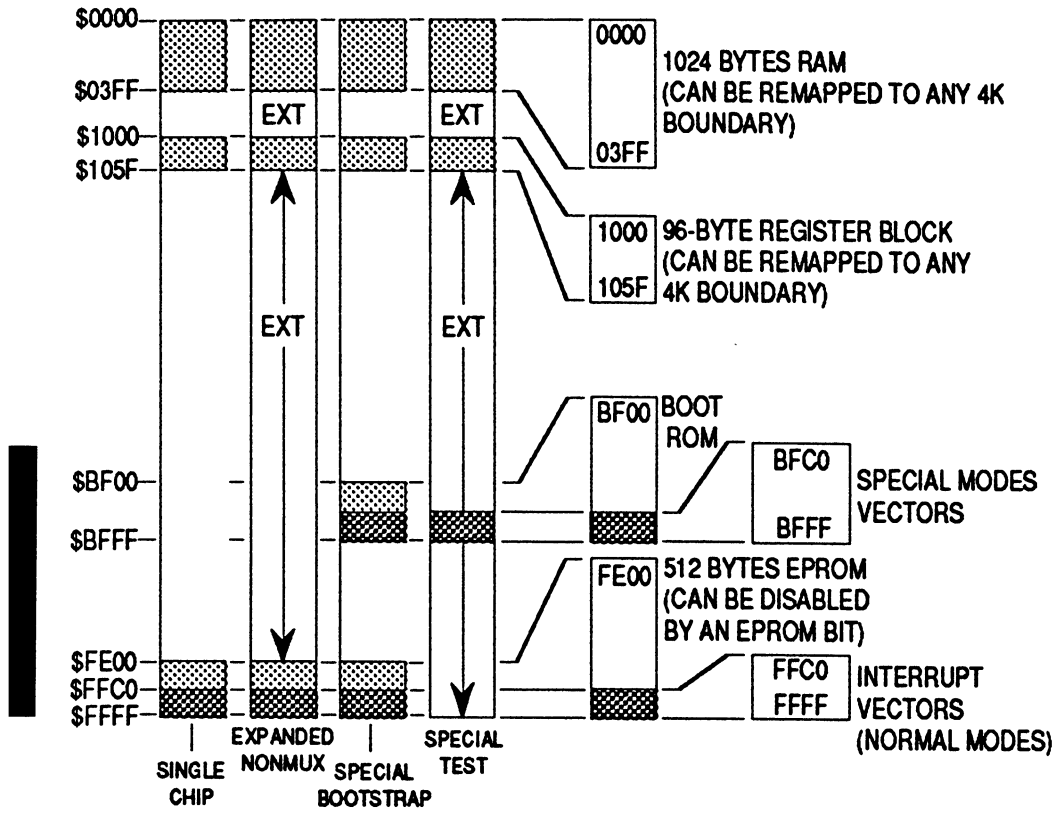 $0000
$03FF
$1000
$105F
$BF00
$BFFF
$FE00
$FFC0
$FFFF
EXT
EXT
EXT
EXT
SINGLE
CHIP
EXPANDED
NONMUX
SPECIAL
BOOTSTRAP
SPECIAL
TEST
0000
03FF
1024 BYTES RAM
(CAN BE REMAPPED TO ANY 4K
BOUNDARY)
1000
105F
96-BYTE REGISTER BLOCK
(CAN BE REMAPPED TO ANY
4K BOUNDARY)
BF00
BOOT
ROM
BFC0
BFFF
SPECIAL MODES
VECTORS
FE00
512 BYTES EPROM
(CAN BE DISABLED
BY AN EPROM BIT)
FFC0
FFFF
INTERRUPT
VECTORS
(NORMAL MODES)